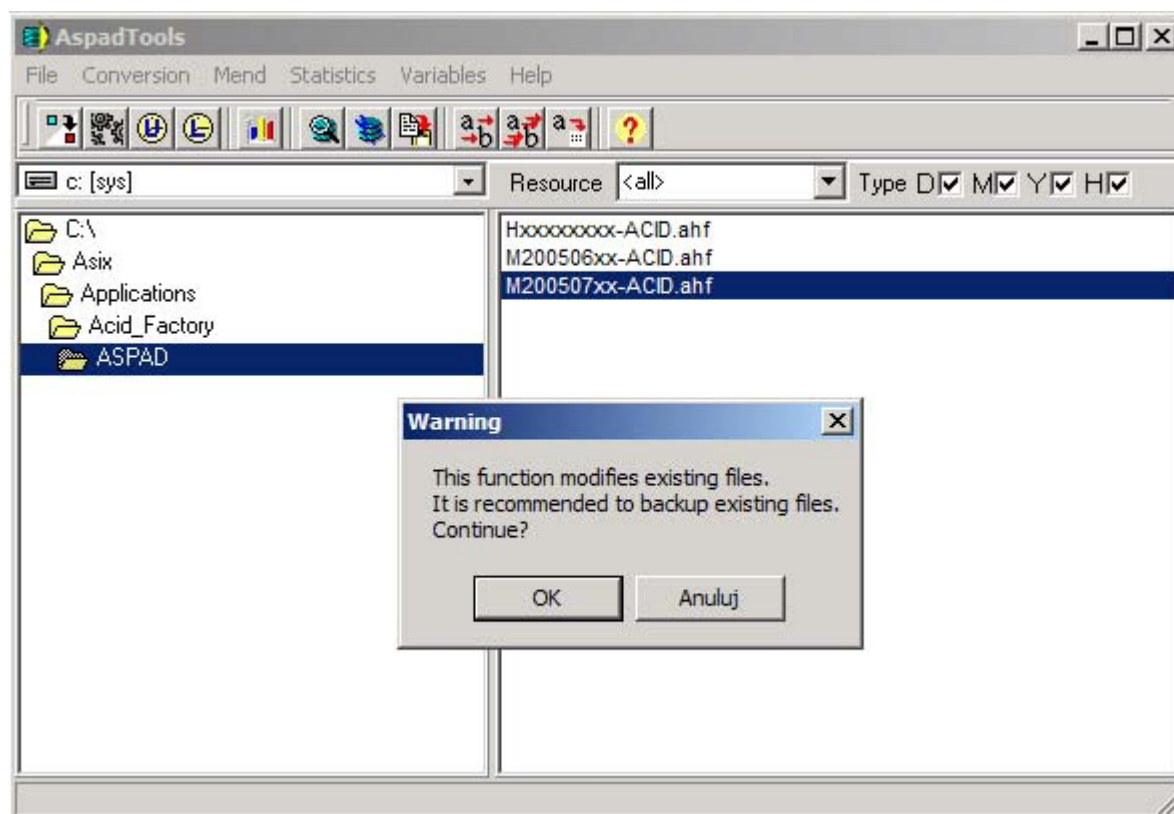 AspadTools
File Conversion Mend Statistics Variables Help
c: [sys] Resource <all> Type D M Y H
C:\
Asix
Applications
Acid_Factory
ASPAD
Hxxxxxxxx-ACID.ahf
M200506xx-ACID.ahf
M200507xx-ACID.ahf
Warning
This function modifies existing files.
It is recommended to backup existing files.
Continue?
OK Anuluj